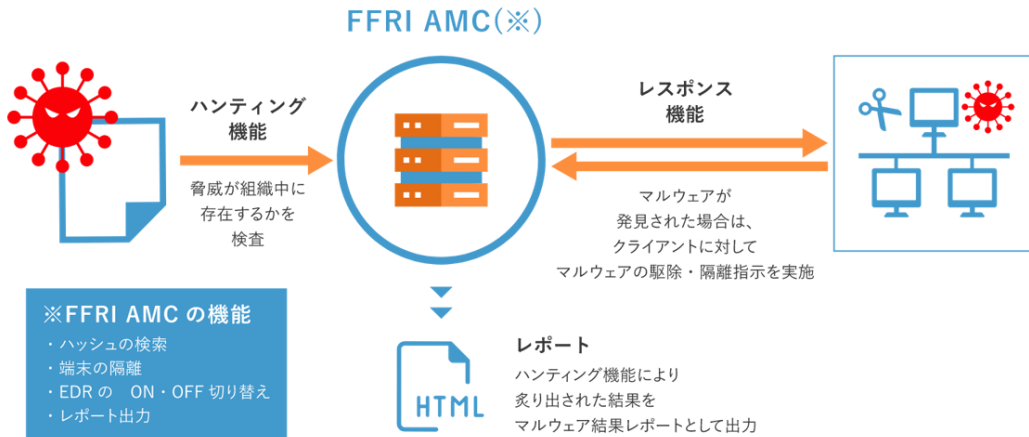 FFRI AMC(※)
ハンティング
機能
脅威が組織中に
存在するかを
検査
レスポンス
機能
マルウェアが
発見された場合は、
クライアントに対して
マルウェアの駆除・隔離指示を実施
※FFRI AMC の機能
・ハッシュの検索
・端末の隔離
・EDR の　ON・OFF 切り替え
・レポート出力
HTML
レポート
ハンティング機能により
炙り出された結果を
マルウェア結果レポートとして出力